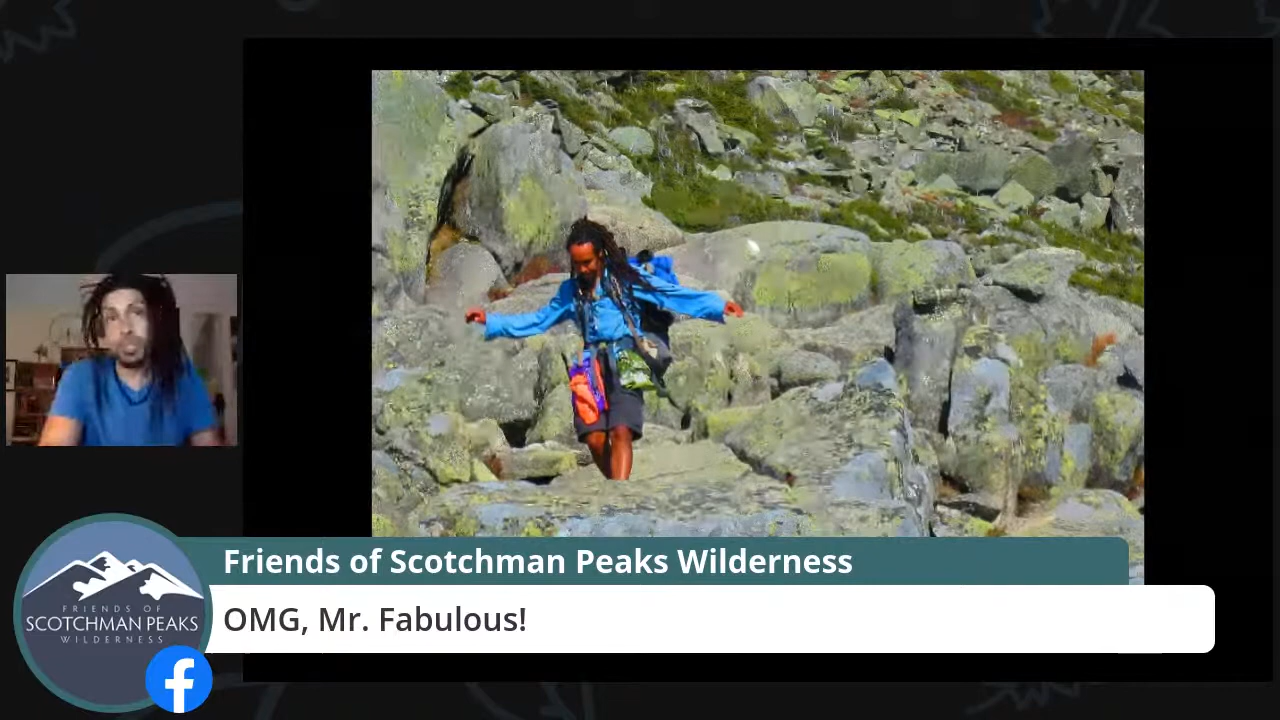 Friends of Scotchman Peaks Wilderness
OMG, Mr. Fabulous!
FRIENDS OF
SCOTCHMAN PEAKS
WILDERNESS